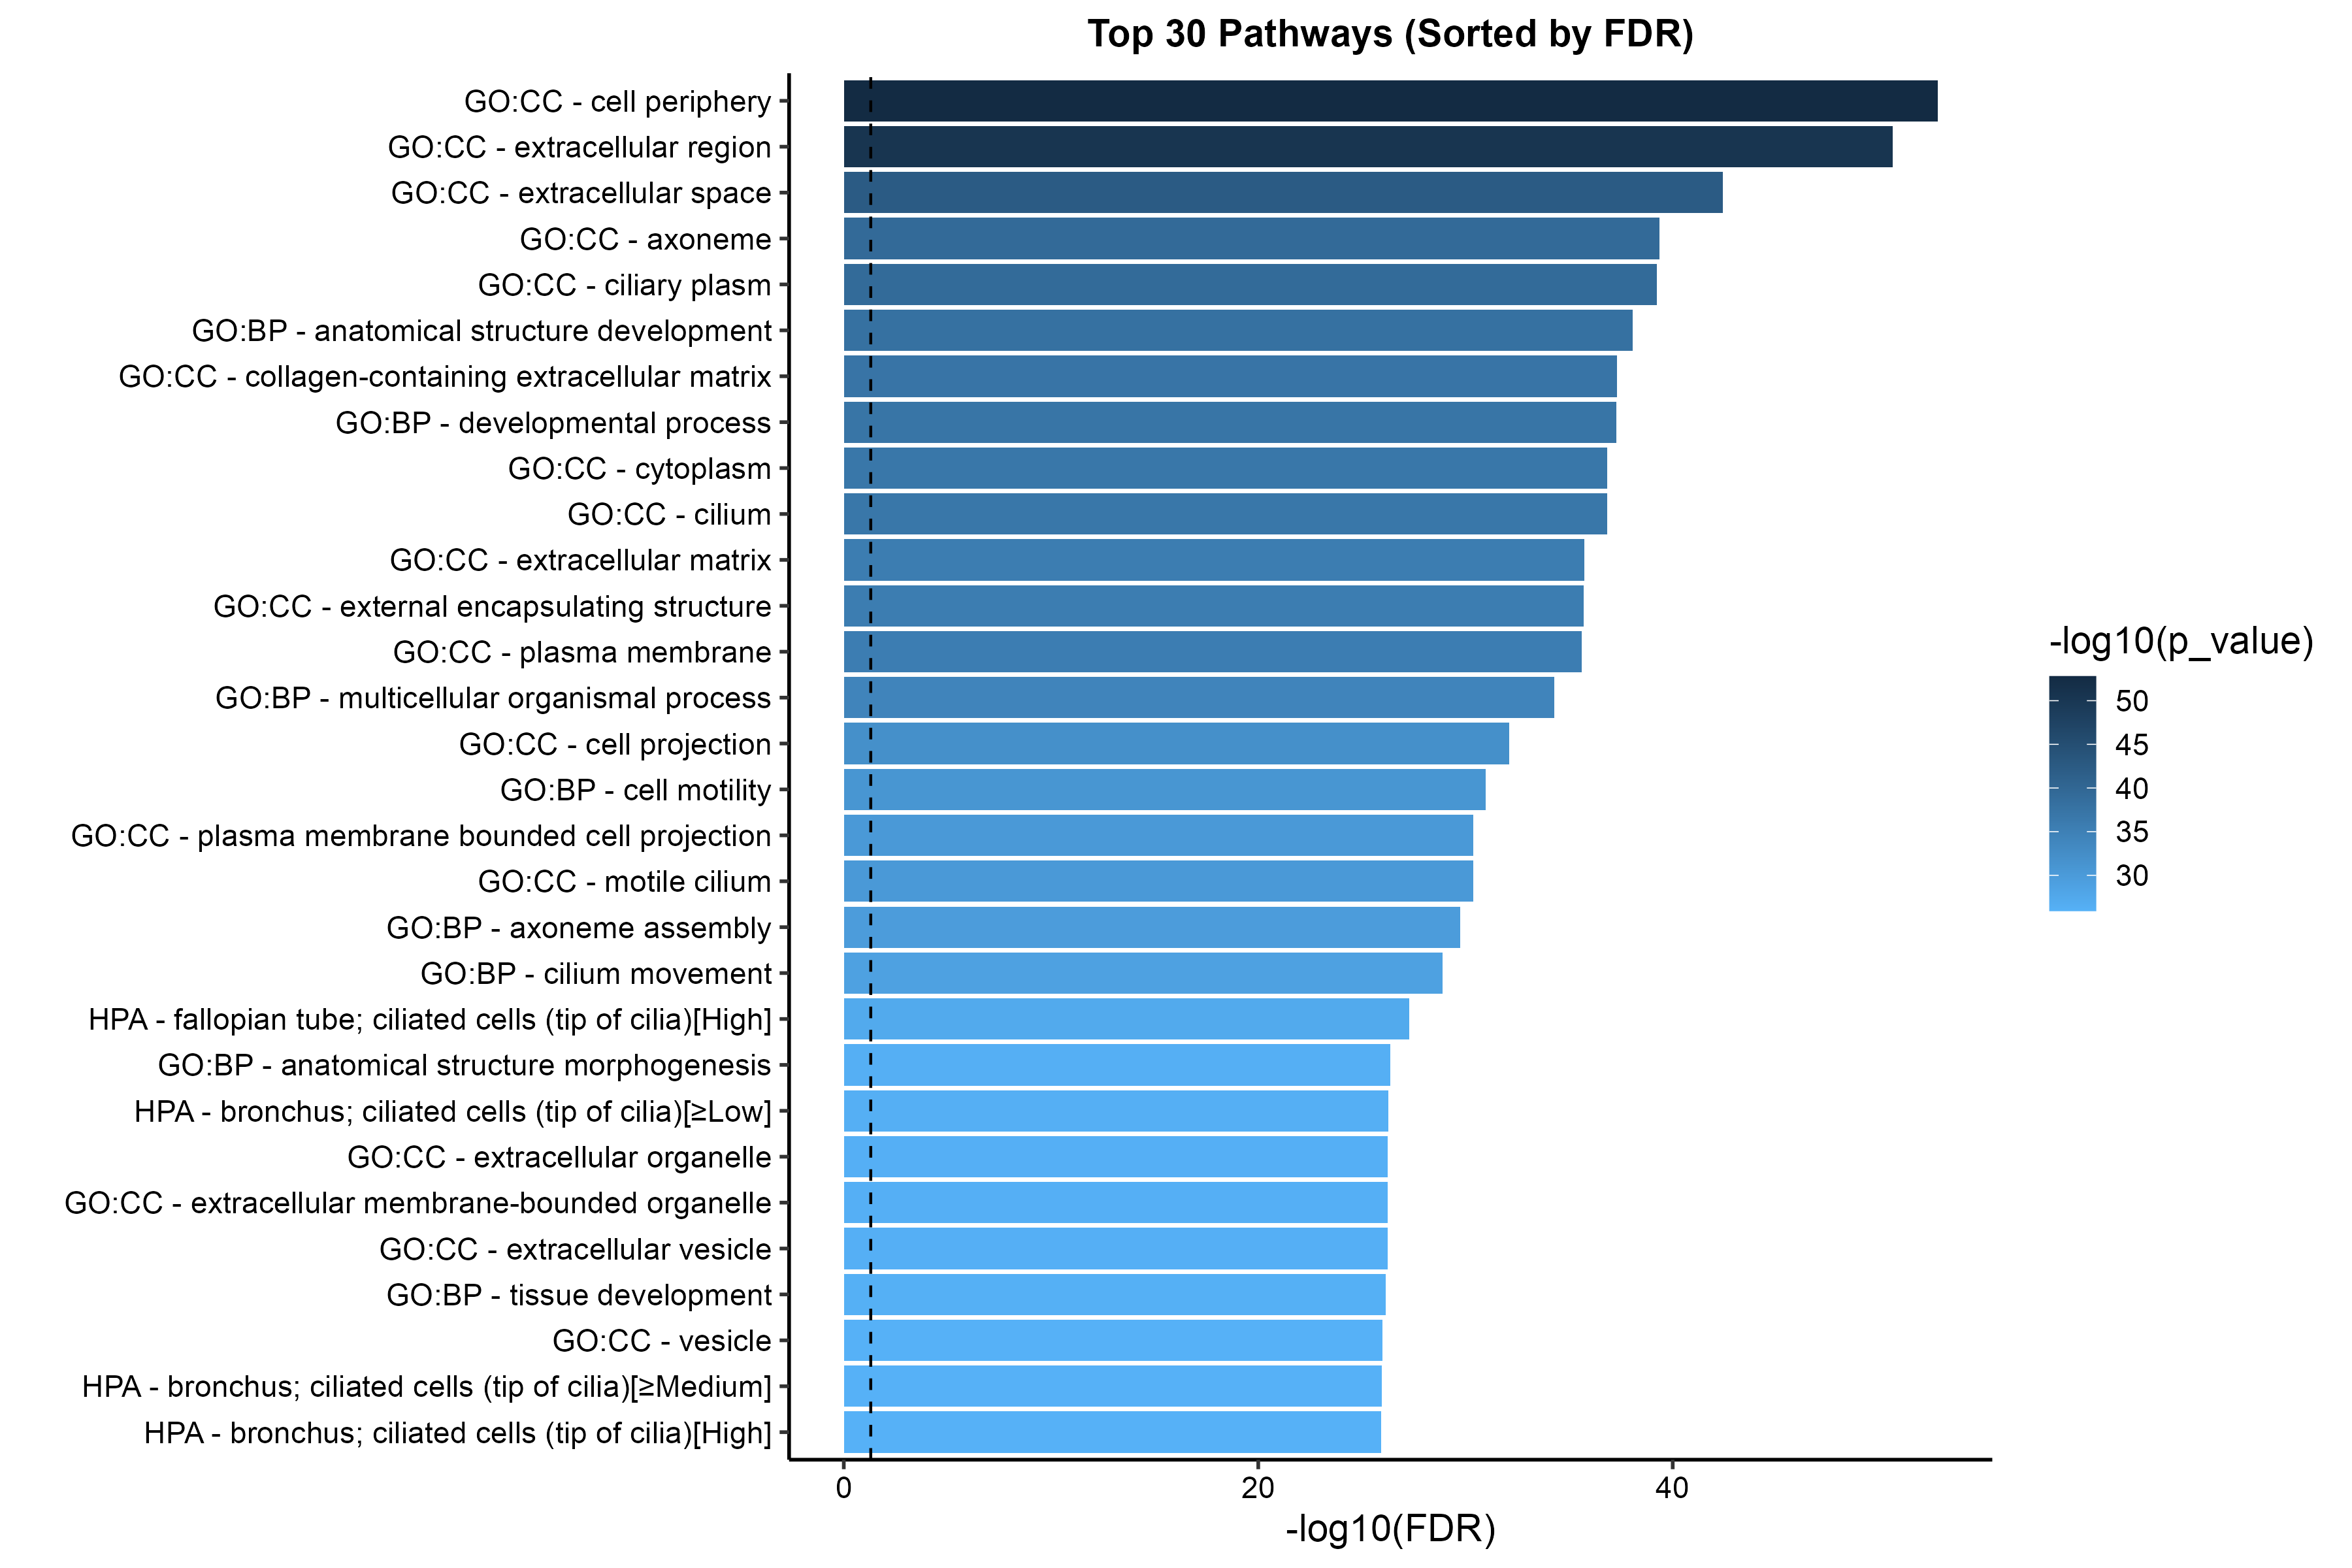 Top 30 Pathways (Sorted by FDR)
GO:CC - cell periphery
GO:CC - extracellular region
GO:CC - extracellular space
GO:CC - axoneme
GO:CC - ciliary plasm
GO:BP - anatomical structure development
GO:CC - collagen-containing extracellular matrix
GO:BP - developmental process
GO:CC - cytoplasm
GO:CC - cilium
GO:CC - extracellular matrix
GO:CC - external encapsulating structure
GO:CC - plasma membrane
GO:BP - multicellular organismal process
GO:CC - cell projection
GO:BP - cell motility
GO:CC - plasma membrane bounded cell projection
GO:CC - motile cilium
GO:BP - axoneme assembly
GO:BP - cilium movement
HPA - fallopian tube; ciliated cells (tip of cilia)[High]
GO:BP - anatomical structure morphogenesis
HPA - bronchus; ciliated cells (tip of cilia)[≥Low]
GO:CC - extracellular organelle
GO:CC - extracellular membrane-bounded organelle
GO:CC - extracellular vesicle
GO:BP - tissue development
GO:CC - vesicle
HPA - bronchus; ciliated cells (tip of cilia)[≥Medium]
HPA - bronchus; ciliated cells (tip of cilia)[High]
0 20 40
-log10(FDR)
-log10(p_value)
50
45
40
35
30